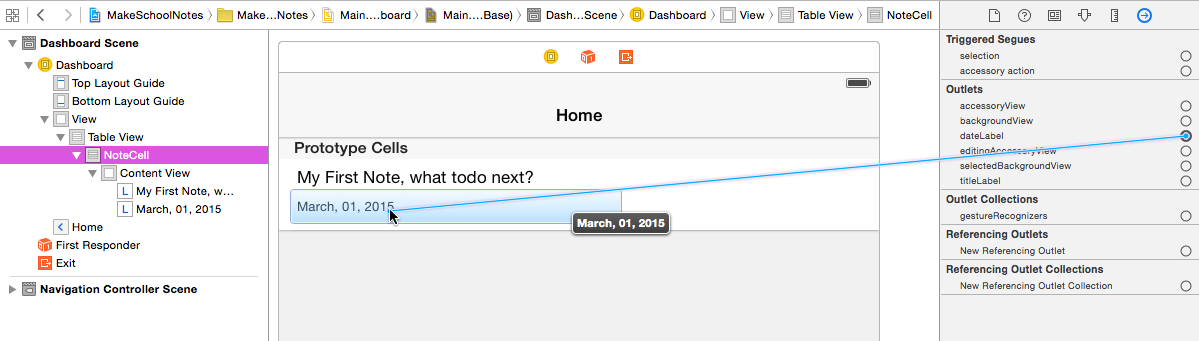 MakeSchoolNotes Make…Notes Main….board Main….Base) Dash…Scene Dashboard View Table View NoteCell
Dashboard Scene
Dashboard
Top Layout Guide
Bottom Layout Guide
View
Table View
NoteCell
Content View
L My First Note, w...
L March, 01, 2015
Home
First Responder
Exit
Navigation Controller Scene
Home
Prototype Cells
My First Note, what todo next?
March, 01, 2015
March, 01, 2015
Triggered Segues
selection
accessory action
Outlets
accessoryView
backgroundView
dateLabel
editingAccessoryView
selectedBackgroundView
titleLabel
Outlet Collections
gestureRecognizers
Referencing Outlets
New Referencing Outlet
Referencing Outlet Collections
New Referencing Outlet Collection